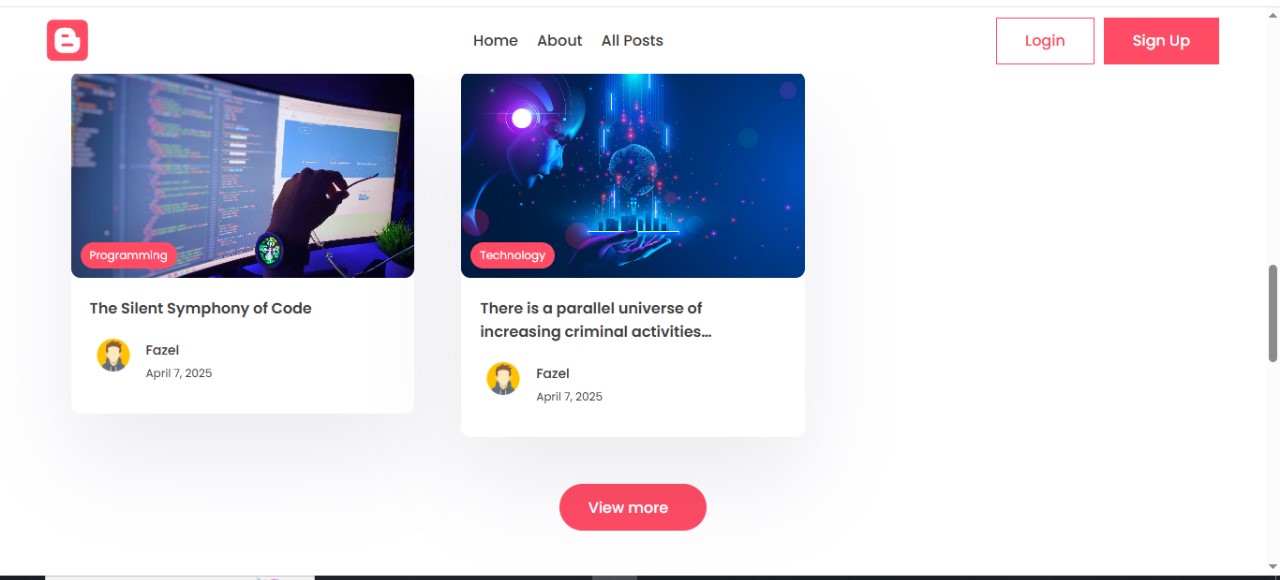 Home About All Posts
Login
Sign Up
Programming
Technology
The Silent Symphony of Code
Fazel
April 7, 2025
There is a parallel universe of
increasing criminal activities...
Fazel
April 7, 2025
View more